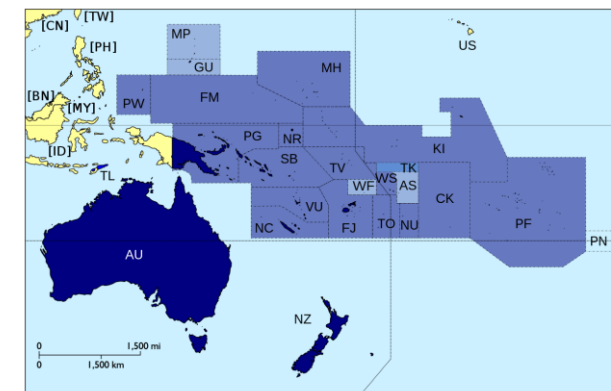 [CN]
[TW]
MP
US
[PH]
GU
MH
[BN]
[MY]
PW
FM
PG
NR
KI
[ID]
SB
TL
TV
WS
TK
WF
AS
CK
VU
NC
FJ
TO
NU
PF
PN
AU
NZ
0 1,500 mi
0 1,500 km